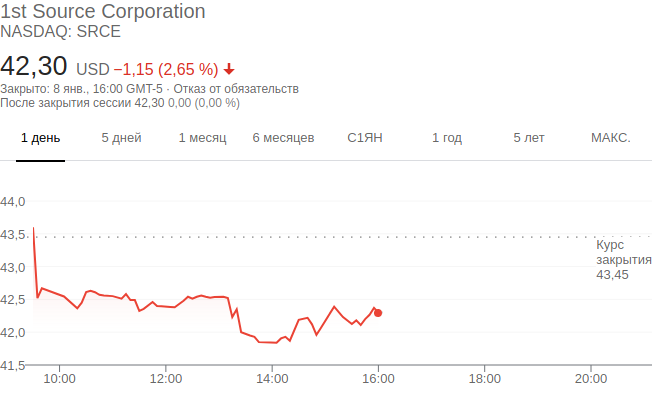 1st Source Corporation
NASDAQ: SRCE
42,30 USD −1,15 (2,65 %)
Закрыто: 8 янв., 16:00 GMT-5 · Отказ от обязательств
После закрытия сессии 42,30 0,00 (0,00 %)
1 день 5 дней 1 месяц 6 месяцев С1ЯН 1 год 5 лет МАКС.
44,0
43,5
Курс
закрытия
43,45
43,0
42,5
42,0
41,5
10:00 12:00 14:00 16:00 18:00 20:00